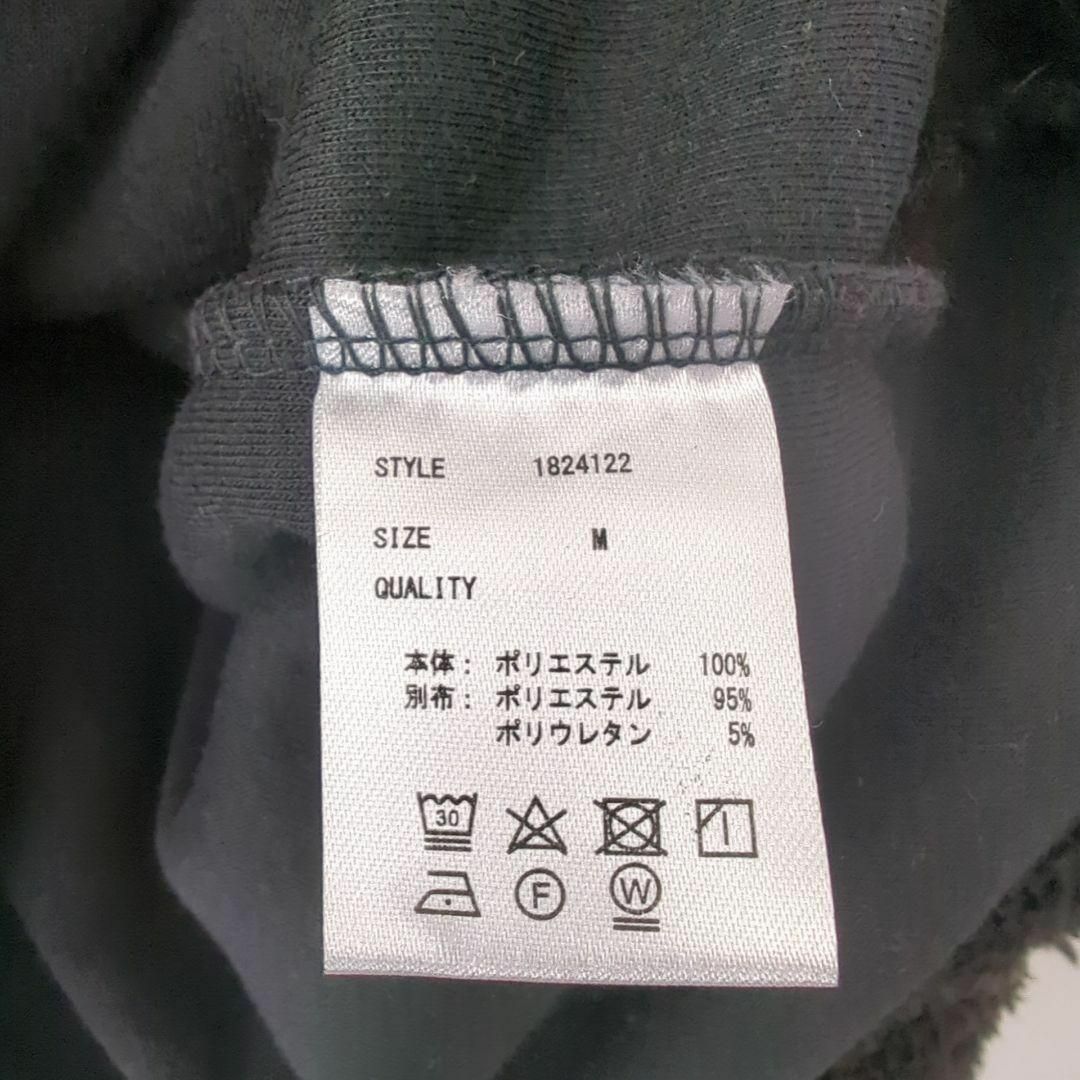 STYLE 1824122
SIZE M
QUALITY
本体: ポリエステル 100%
別布: ポリエステル 95%
ポリウレタン 5%
30
F W